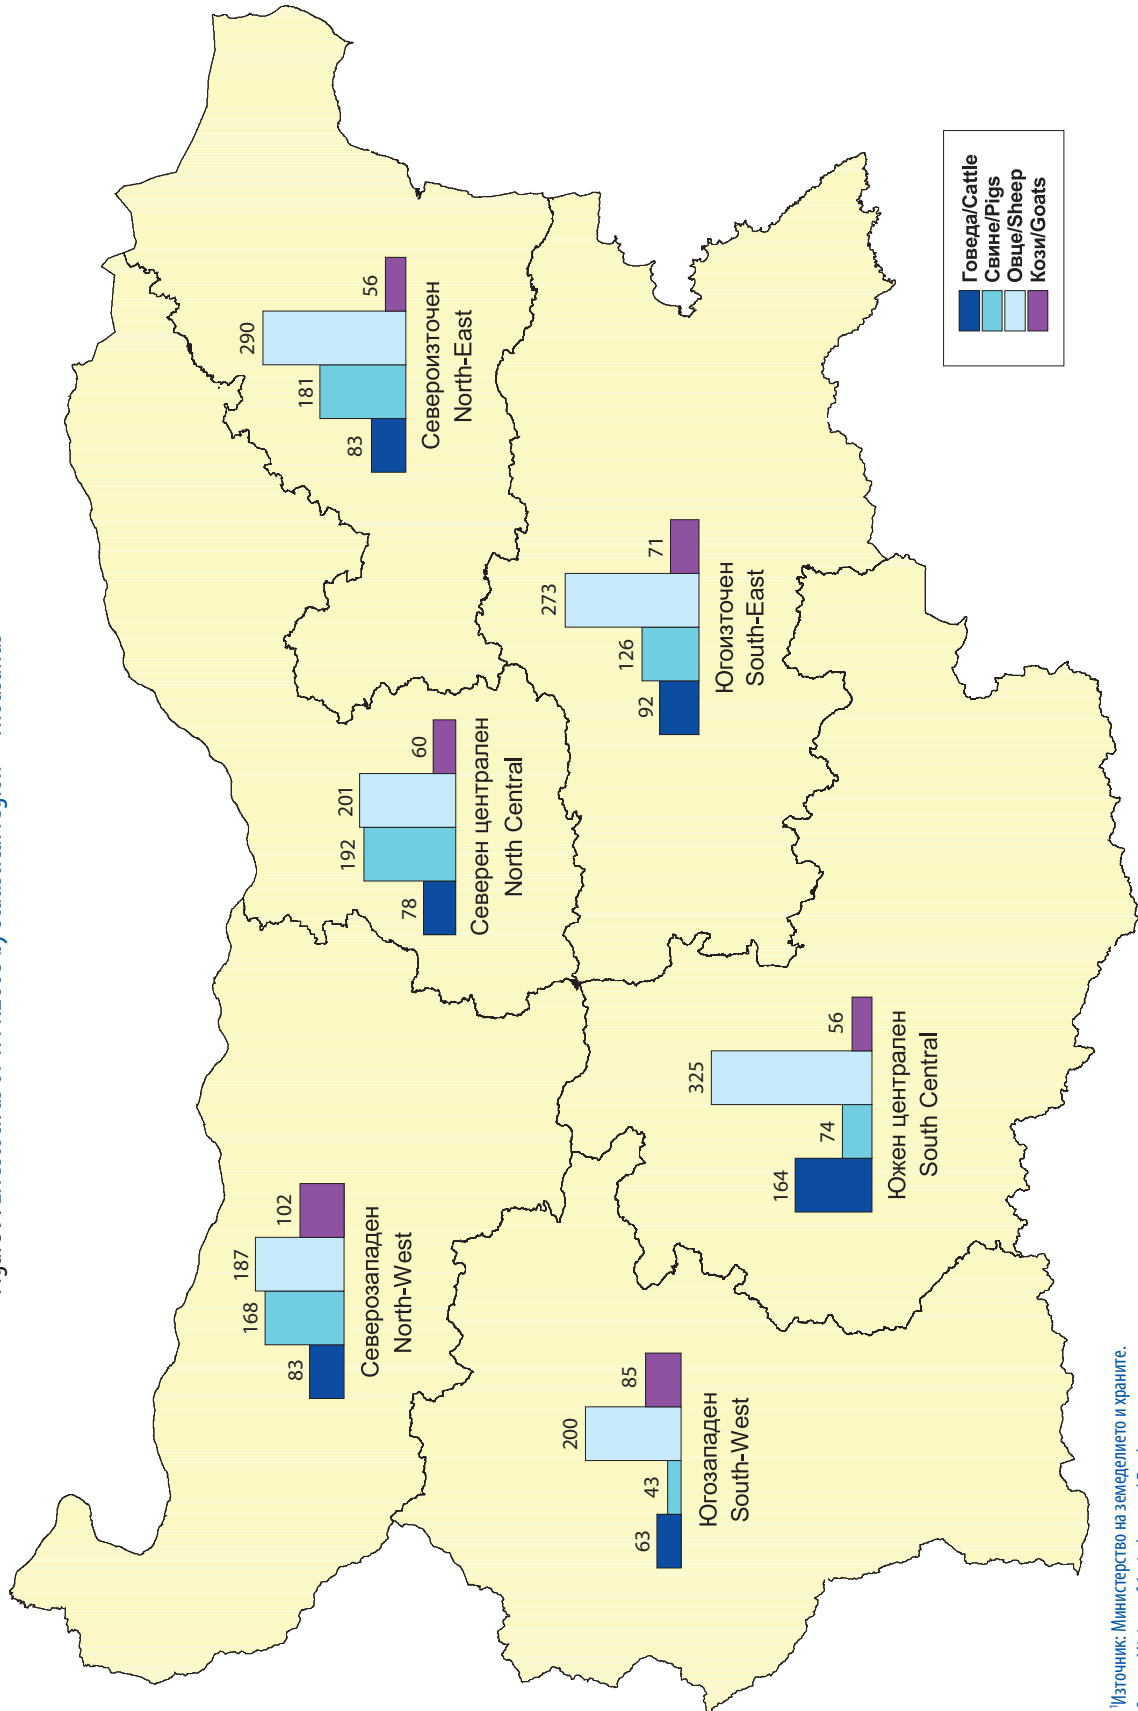 Североизточен
North-East
83
181
290
56
Северен централен
North Central
78
192
201
60
Северозападен
North-West
83
168
187
102
Югоизточен
South-East
92
126
273
71
Южен централен
South Central
164
74
325
56
Югозападен
South-West
63
43
200
85
Говеда/Cattle
Свине/Pigs
Овце/Sheep
Кози/Goats
¹Източник: Министерство на земеделието и храните.